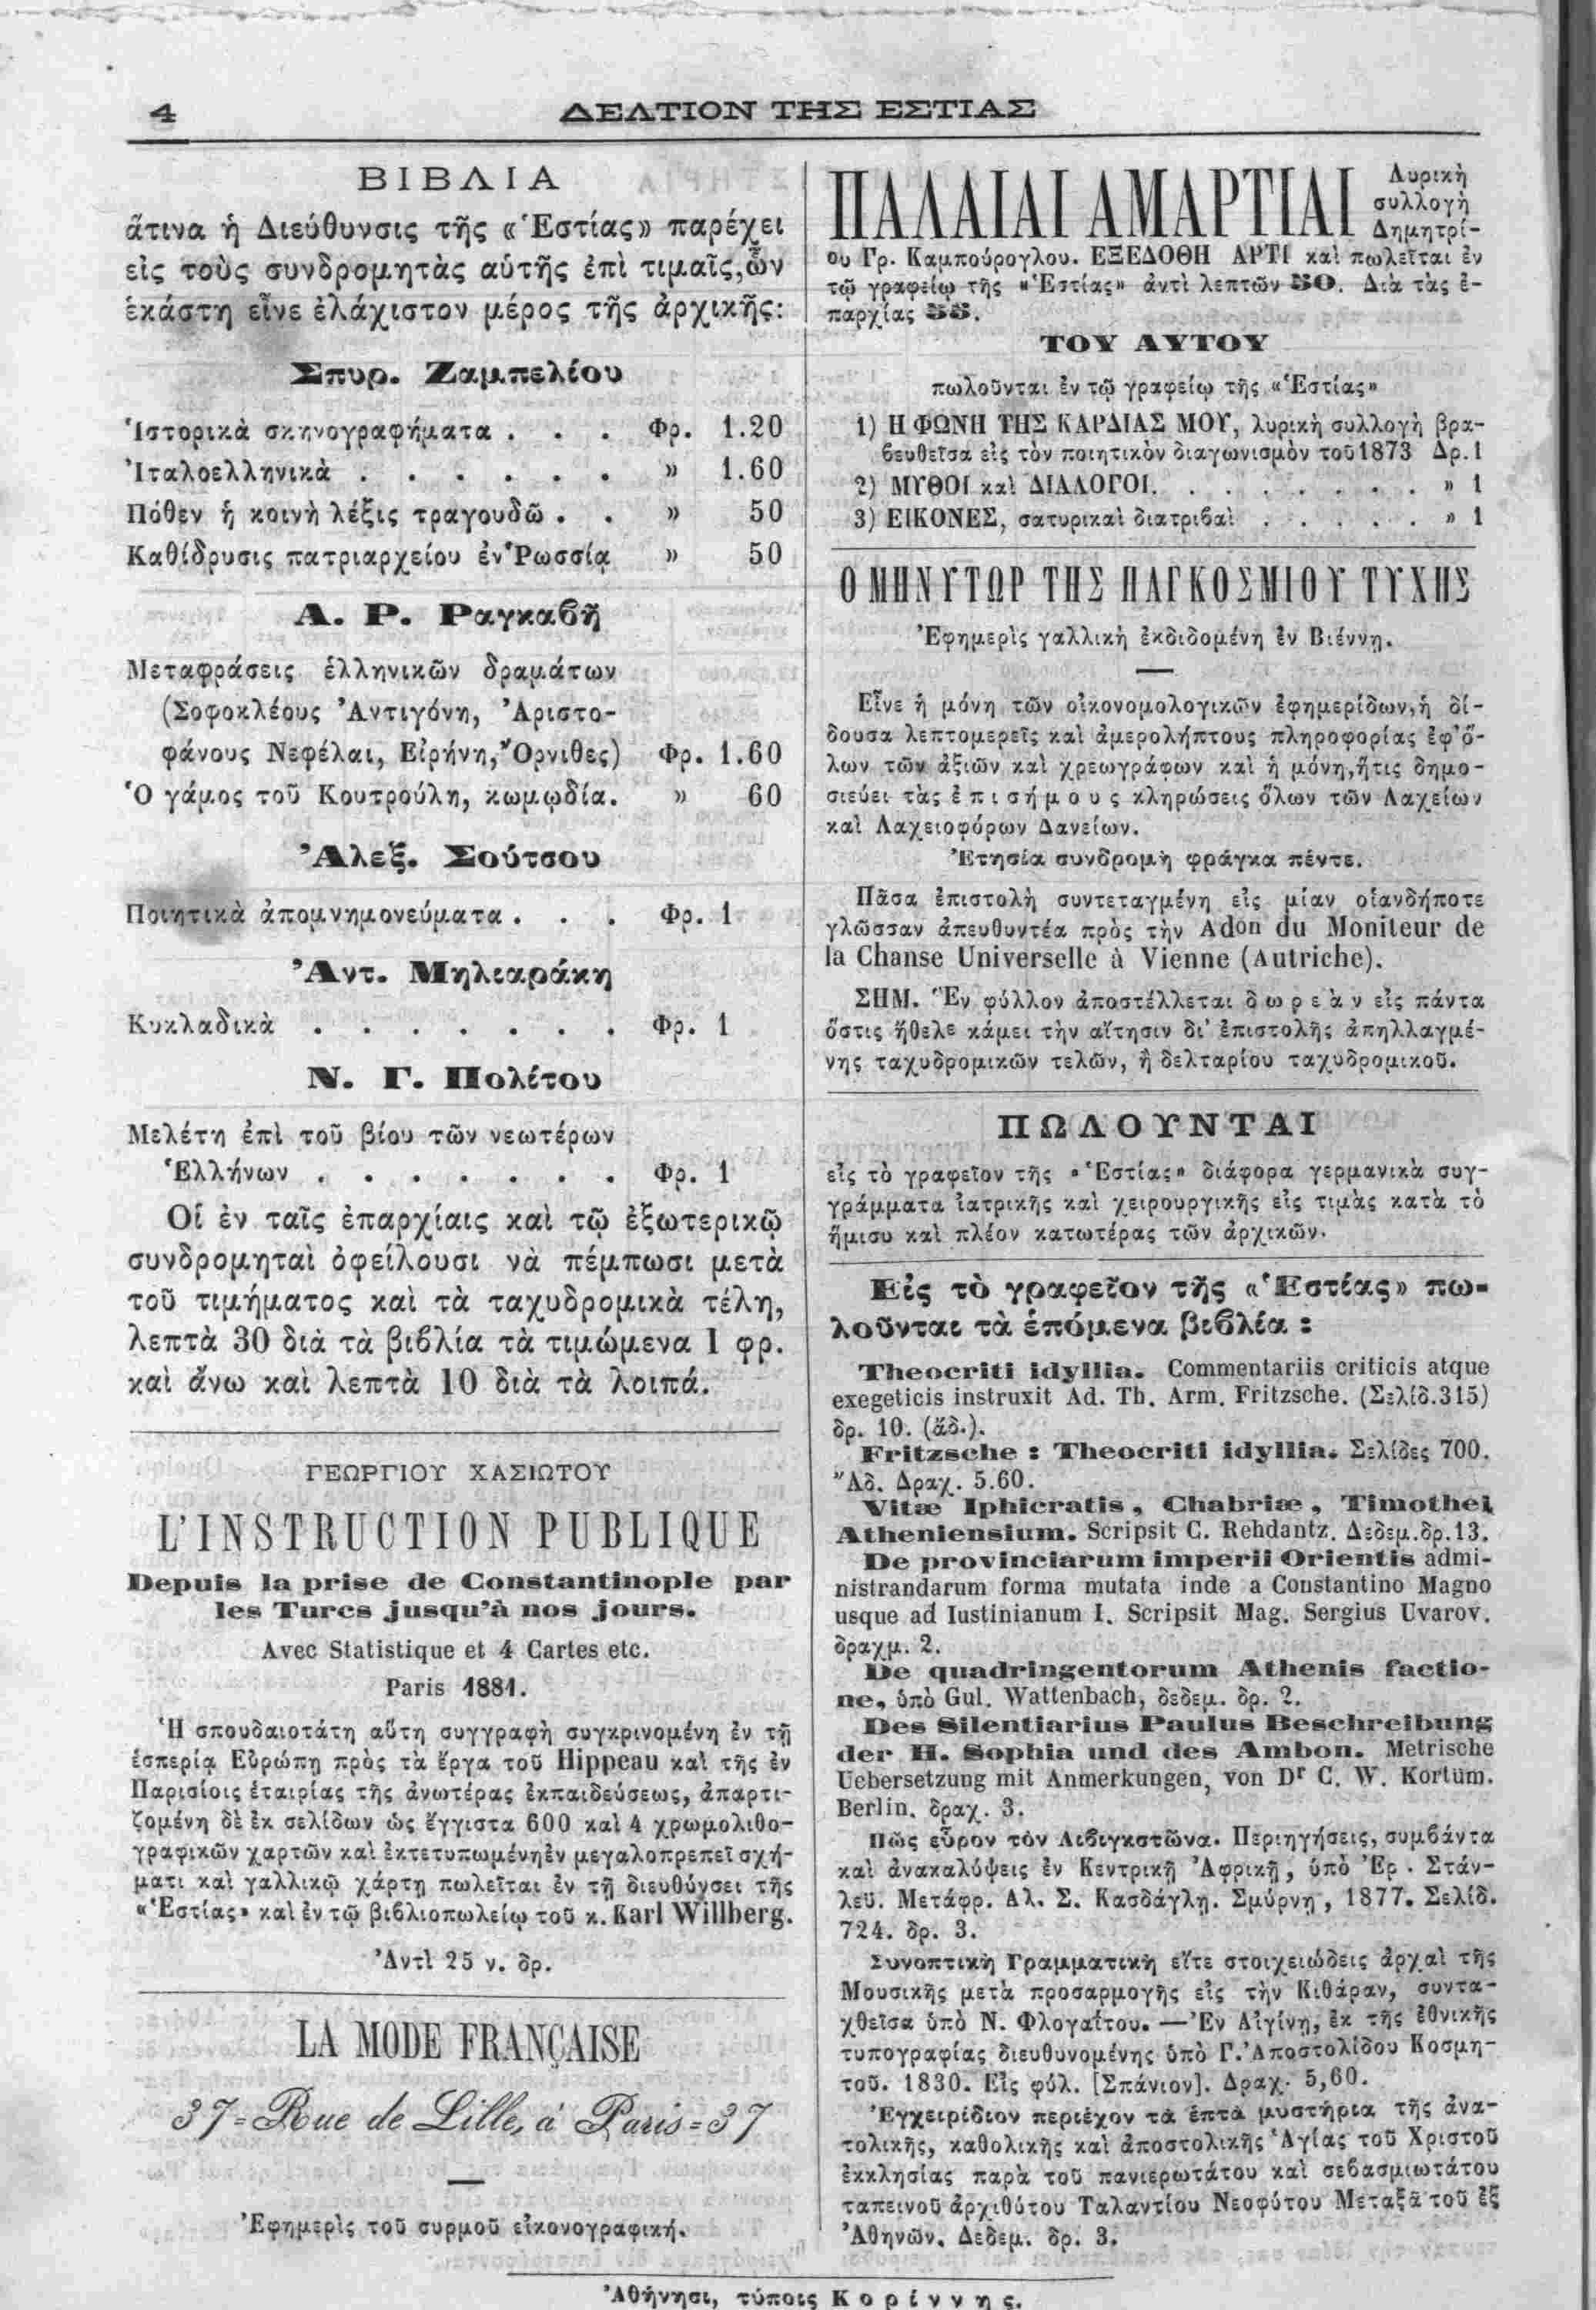 4
ΔΕΛΤΙΟΝ ΤΗΣ ΕΣΤΙΑΣ
ΒΙΒΛΙΑ
ἅτινα ἡ Διεύθυνσις τῆς «Ἑστίας» παρέχει
εἰς τοὺς συνδρομητὰς αὑτῆς ἐπὶ τιμαῖς, ὧν
ἑκάστη εἶνε ἐλάχιστον μέρος τῆς ἀρχικῆς:
Σπυρ. Ζαμπελίου
Ἱστορικὰ σκηνογραφήματα . . . Φρ. 1.20
Ἰταλοελληνικὰ . . . . . . » 1.60
Πόθεν ἡ κοινὴ λέξις τραγουδῶ . . » 50
Καθίδρυσις πατριαρχείου ἐν Ῥωσσίᾳ » 50
Α. Ρ. Ραγκαβῆ
Μεταφράσεις ἑλληνικῶν δραμάτων
(Σοφοκλέους Ἀντιγόνη, Ἀριστο-
φάνους Νεφέλαι, Εἰρήνη, Ὄρνιθες) Φρ. 1.60
Ὁ γάμος τοῦ Κουτρούλη, κωμῳδία. » 60
Ἀλεξ. Σούτσου
Ποιητικὰ ἀπομνημονεύματα . . . Φρ. 1
Ἀντ. Μηλιαράκη
Κυκλαδικὰ . . . . . . . Φρ. 1
Ν. Γ. Πολίτου
Μελέτη ἐπὶ τοῦ βίου τῶν νεωτέρων
Ἑλλήνων . . . . . . . Φρ. 1
Οἱ ἐν ταῖς ἐπαρχίαις καὶ τῷ ἐξωτερικῷ
συνδρομηταὶ ὀφείλουσι νὰ πέμπωσι μετὰ
τοῦ τιμήματος καὶ τὰ ταχυδρομικὰ τέλη,
λεπτὰ 30 διὰ τὰ βιβλία τὰ τιμώμενα 1 φρ.
καὶ ἄνω καὶ λεπτὰ 10 διὰ τὰ λοιπά.
ΓΕΩΡΓΙΟΥ ΧΑΣΙΩΤΟΥ
L'INSTRUCTION PUBLIQUE
Depuis la prise de Constantinople par
les Turcs jusqu'à nos jours.
Avec Statistique et 4 Cartes etc.
Paris 1881.
Ἡ σπουδαιοτάτη αὕτη συγγραφὴ συγκρινομένη ἐν τῇ
ἑσπερίᾳ Εὐρώπῃ πρὸς τὰ ἔργα τοῦ Hippeau καὶ τῆς ἐν
Παρισίοις ἑταιρίας τῆς ἀνωτέρας ἐκπαιδεύσεως, ἀπαρτι-
ζομένη δὲ ἐκ σελίδων ὡς ἔγγιστα 600 καὶ 4 χρωμολιθο-
γραφικῶν χαρτῶν καὶ ἐκτετυπωμένη ἐν μεγαλοπρεπεῖ σχή-
ματι καὶ γαλλικῷ χάρτῃ πωλεῖται ἐν τῇ διευθύνσει τῆς
«Ἑστίας» καὶ ἐν τῷ βιβλιοπωλείῳ τοῦ κ. Karl Willberg.
Ἀντὶ 25 ν. δρ.
LA MODE FRANÇAISE
37=Rue de Lille, à Paris=37
Ἐφημερὶς τοῦ συρμοῦ εἰκονογραφική.
ΠΑΛΑΙΑΙ ΑΜΑΡΤΙΑΙ Λυρικὴ
συλλογὴ
Δημητρί-
ου Γρ. Καμπούρογλου. ΕΞΕΔΟΘΗ ΑΡΤΙ καὶ πωλεῖται ἐν
τῷ γραφείῳ τῆς «Ἑστίας» ἀντὶ λεπτῶν 50. Διὰ τὰς ἐ-
παρχίας 55.
ΤΟΥ ΑΥΤΟΥ
πωλοῦνται ἐν τῷ γραφείῳ τῆς «Ἑστίας»
1) Η ΦΩΝΗ ΤΗΣ ΚΑΡΔΙΑΣ ΜΟΥ, λυρικὴ συλλογὴ βρα-
βευθεῖσα εἰς τὸν ποιητικὸν διαγωνισμὸν τοῦ 1873 Δρ. 1
2) ΜΥΘΟΙ καὶ ΔΙΑΛΟΓΟΙ. . . . . . . . » 1
3) ΕΙΚΟΝΕΣ, σατυρικαὶ διατριβαὶ . . . . . » 1
Ο ΜΗΝΥΤΩΡ ΤΗΣ ΠΑΓΚΟΣΜΙΟΥ ΤΥΧΗΣ
Ἐφημερὶς γαλλικὴ ἐκδιδομένη ἐν Βιέννῃ.
Εἶνε ἡ μόνη τῶν οἰκονομολογικῶν ἐφημερίδων, ἡ δί-
δουσα λεπτομερεῖς καὶ ἀμερολήπτους πληροφορίας ἐφ' ὅ-
λων τῶν ἀξιῶν καὶ χρεωγράφων καὶ ἡ μόνη, ἥτις δημο-
σιεύει τὰς ἐπισήμους κληρώσεις ὅλων τῶν Λαχείων
καὶ Λαχειοφόρων Δανείων.
Ἐτησία συνδρομὴ φράγκα πέντε.
Πᾶσα ἐπιστολὴ συντεταγμένη εἰς μίαν οἱανδήποτε
γλῶσσαν ἀπευθυντέα πρὸς τὴν Adon du Moniteur de
la Chanse Universelle à Vienne (Autriche).
ΣΗΜ. Ἓν φύλλον ἀποστέλλεται δωρεὰν εἰς πάντα
ὅστις ἤθελε κάμει τὴν αἴτησιν δι' ἐπιστολῆς ἀπηλλαγμέ-
νης ταχυδρομικῶν τελῶν, ἢ δελταρίου ταχυδρομικοῦ.
ΠΩΛΟΥΝΤΑΙ
εἰς τὸ γραφεῖον τῆς «Ἑστίας» διάφορα γερμανικὰ συγ-
γράμματα ἰατρικῆς καὶ χειρουργικῆς εἰς τιμὰς κατὰ τὸ
ἥμισυ καὶ πλέον κατωτέρας τῶν ἀρχικῶν.
Εἰς τὸ γραφεῖον τῆς «Ἑστίας» πω-
λοῦνται τὰ ἑπόμενα βιβλία :
Theocriti idyllia. Commentariis criticis atque
exegeticis instruxit Ad. Th. Arm. Fritzsche. (Σελίδ. 315)
δρ. 10. (ἄδ.).
Fritzsche : Theocriti idyllia. Σελίδες 700.
Ἄδ. Δραχ. 5.60.
Vitæ Iphicratis, Chabriæ, Timothei
Atheniensium. Scripsit C. Rehdantz. Δεδεμ. δρ. 13.
De provinciarum imperii Orientis admi-
nistrandarum forma mutata inde a Constantino Magno
usque ad Iustinianum I. Scripsit Mag. Sergius Uvarov.
δραχμ. 2.
De quadringentorum Athenis factio-
ne, ὑπὸ Gul. Wattenbach, δεδεμ. δρ. 2.
Des Silentiarius Paulus Beschreibung
der H. Sophia und des Ambon. Metrische
Uebersetzung mit Anmerkungen, von Dr C. W. Kortüm.
Berlin. δραχ. 3.
Πῶς εὗρον τὸν Λιβιγκστῶνα. Περιηγήσεις, συμβάντα
καὶ ἀνακαλύψεις ἐν Κεντρικῇ Ἀφρικῇ, ὑπὸ Ἐρ. Στάν-
λεϋ. Μετάφρ. Αλ. Σ. Κασδάγλη. Σμύρνη, 1877. Σελίδ.
724. δρ. 3.
Συνοπτικὴ Γραμματικὴ εἴτε στοιχειώδεις ἀρχαὶ τῆς
Μουσικῆς μετὰ προσαρμογῆς εἰς τὴν Κιθάραν, συντα-
χθεῖσα ὑπὸ Ν. Φλογαΐτου. — Ἐν Αἰγίνῃ, ἐκ τῆς ἐθνικῆς
τυπογραφίας διευθυνομένης ὑπὸ Γ. Ἀποστολίδου Κοσμη-
τοῦ. 1830. Εἰς φύλ. [Σπάνιον]. Δραχ. 5,60.
Ἐγχειρίδιον περιέχον τὰ ἑπτὰ μυστήρια τῆς ἀνα-
τολικῆς, καθολικῆς καὶ ἀποστολικῆς Ἁγίας τοῦ Χριστοῦ
ἐκκλησίας παρὰ τοῦ πανιερωτάτου καὶ σεβασμιωτάτου
ταπεινοῦ ἀρχιθύτου Ταλαντίου Νεοφύτου Μεταξᾶ τοῦ ἐξ
Ἀθηνῶν. Δεδεμ. δρ. 3.
Ἀθήνησι, τύποις Κορίννης.